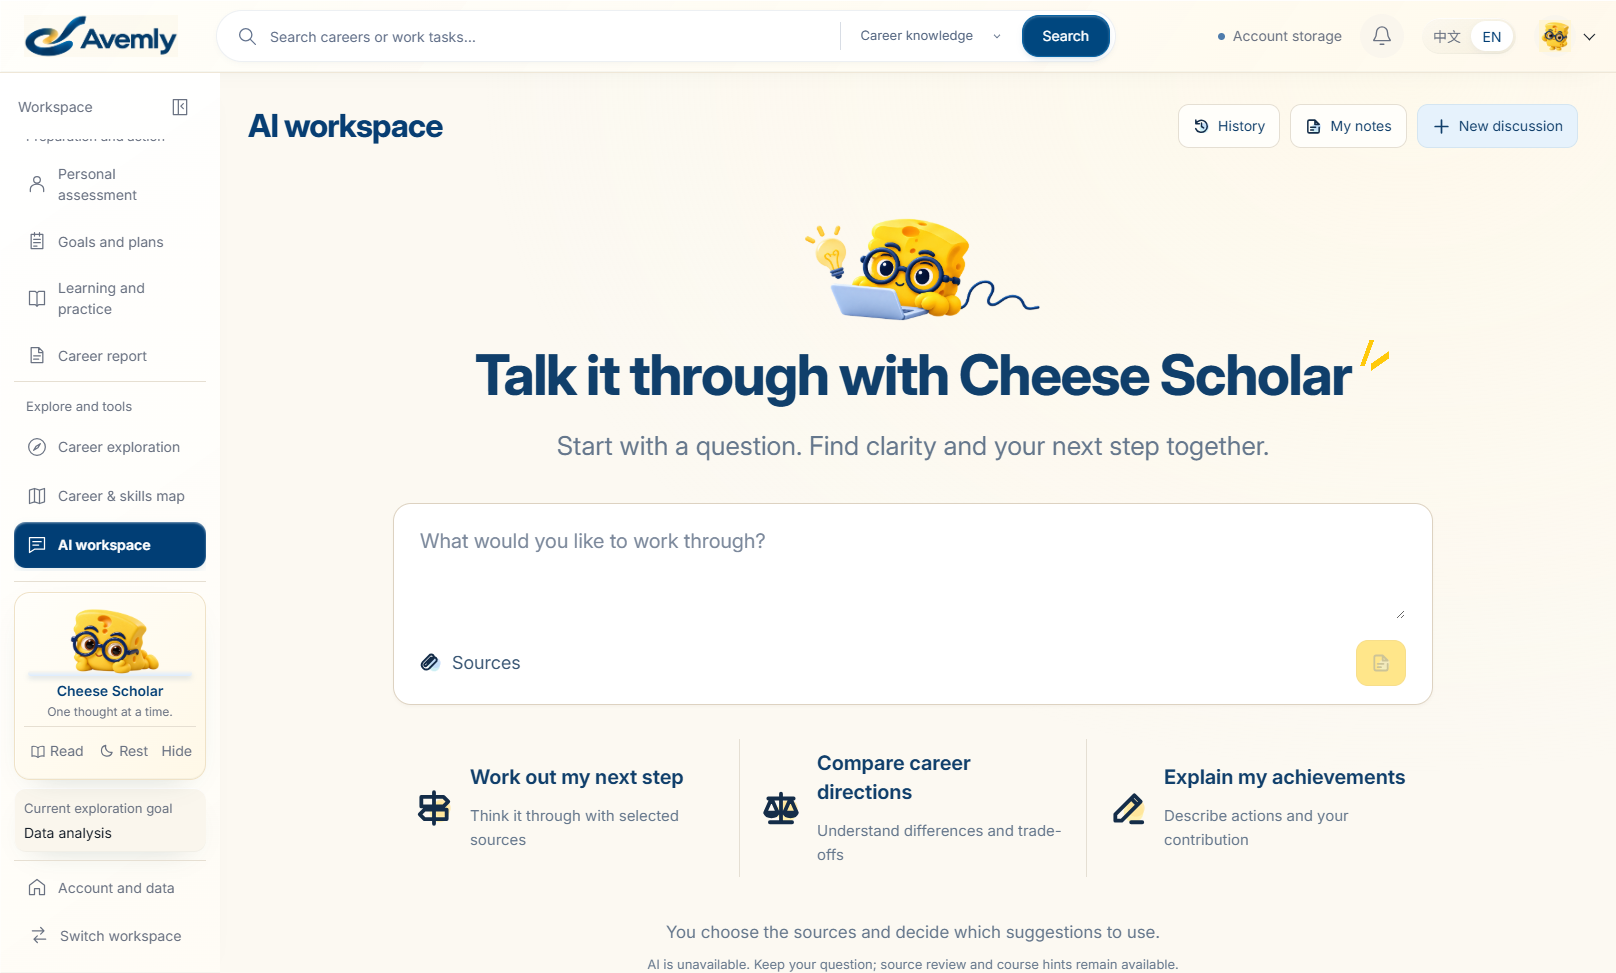 Avemly
Search careers or work tasks...
Career knowledge
Search
Account storage
中文
EN
Workspace
Preparation and action
Personal
assessment
Goals and plans
Learning and
practice
Career report
Explore and tools
Career exploration
Career & skills map
AI workspace
Cheese Scholar
One thought at a time.
Read
Rest
Hide
Current exploration goal
Data analysis
Account and data
Switch workspace
AI workspace
History
My notes
New discussion
Talk it through with Cheese Scholar
Start with a question. Find clarity and your next step together.
What would you like to work through?
Sources
Work out my next step
Think it through with selected
sources
Compare career
directions
Understand differences and trade-
offs
Explain my achievements
Describe actions and your
contribution
You choose the sources and decide which suggestions to use.
AI is unavailable. Keep your question; source review and course hints remain available.